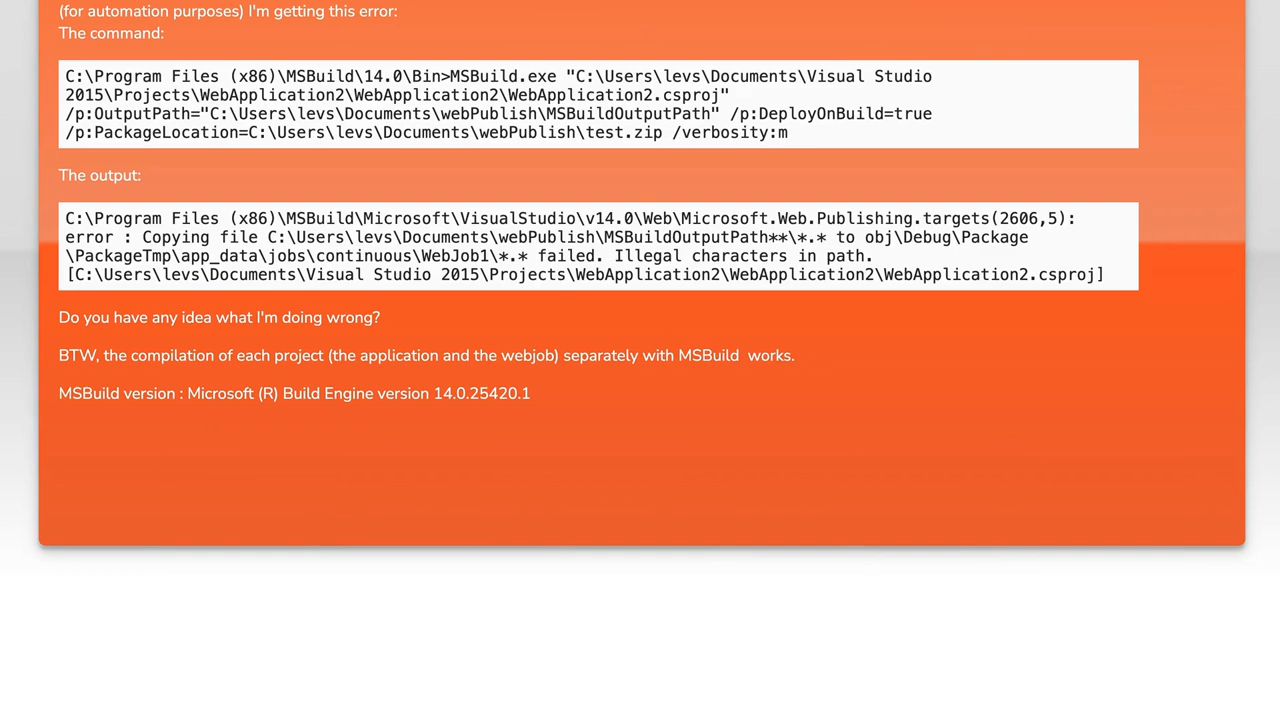 (for automation purposes) I'm getting this error:
The command:
C:\Program Files (x86)\MSBuild\14.0\Bin>MSBuild.exe "C:\Users\levs\Documents\Visual Studio
2015\Projects\WebApplication2\WebApplication2\WebApplication2.csproj"
/p:OutputPath="C:\Users\levs\Documents\webPublish\MSBuildOutputPath" /p:DeployOnBuild=true
/p:PackageLocation=C:\Users\levs\Documents\webPublish\test.zip /verbosity:m
The output:
C:\Program Files (x86)\MSBuild\Microsoft\VisualStudio\v14.0\Web\Microsoft.Web.Publishing.targets(2606,5):
error : Copying file C:\Users\levs\Documents\webPublish\MSBuildOutputPath**\*.* to obj\Debug\Package
\PackageTmp\app_data\jobs\continuous\WebJob1\*.* failed. Illegal characters in path.
[C:\Users\levs\Documents\Visual Studio 2015\Projects\WebApplication2\WebApplication2\WebApplication2.csproj]
Do you have any idea what I'm doing wrong?
BTW, the compilation of each project (the application and the webjob) separately with MSBuild  works.
MSBuild version : Microsoft (R) Build Engine version 14.0.25420.1